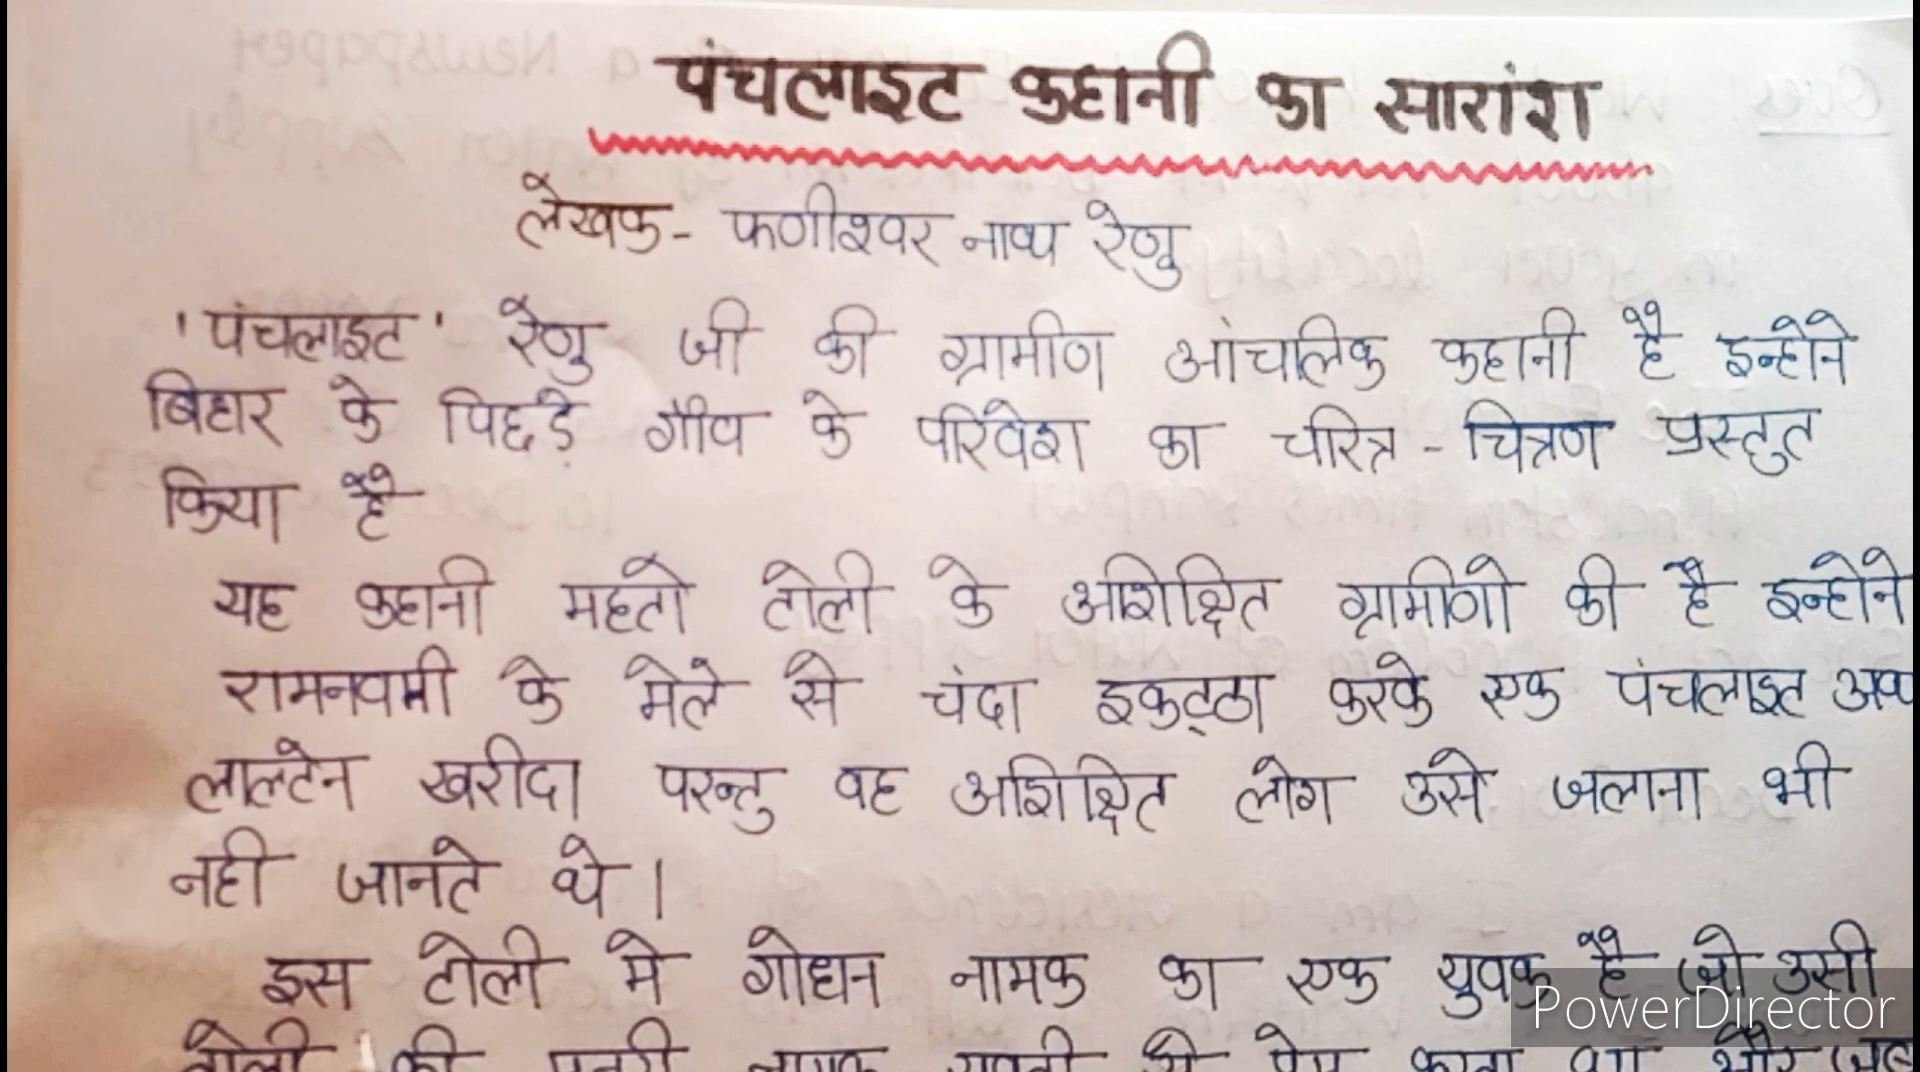 पंचलाइट कहानी का सारांश
लेखक- फणीश्वर नाथ रेणु
'पंचलाइट' रेणु जी की ग्रामीण आंचलिक कहानी है इन्होने
बिहार के पिछड़े गाँव के परिवेश का चरित्र-चित्रण प्रस्तुत
किया है
यह कहानी महतो टोली के अशिक्षित ग्रामीणो की है इन्होने
रामनवमी के मेले से चंदा इकट्ठा करके एक पंचलाइट
लाल्टेन खरीदा परन्तु वह अशिक्षित लोग उसे जलाना भी
नही जानते थे।
इस टोली मे गोधन नामक का एक युवक है जो उसी
PowerDirector